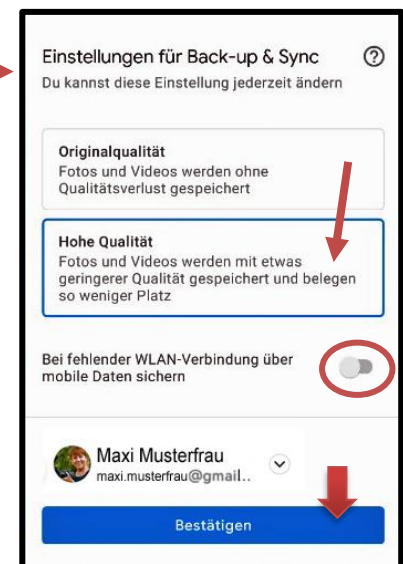 Einstellungen für Back-up & Sync
Du kannst diese Einstellung jederzeit ändern
Originalqualität
Fotos und Videos werden ohne
Qualitätsverlust gespeichert
Hohe Qualität
Fotos und Videos werden mit etwas
geringerer Qualität gespeichert und belegen
so weniger Platz
Bei fehlender WLAN-Verbindung über
mobile Daten sichern
Maxi Musterfrau
maxi.musterfrau@gmail..
Bestätigen